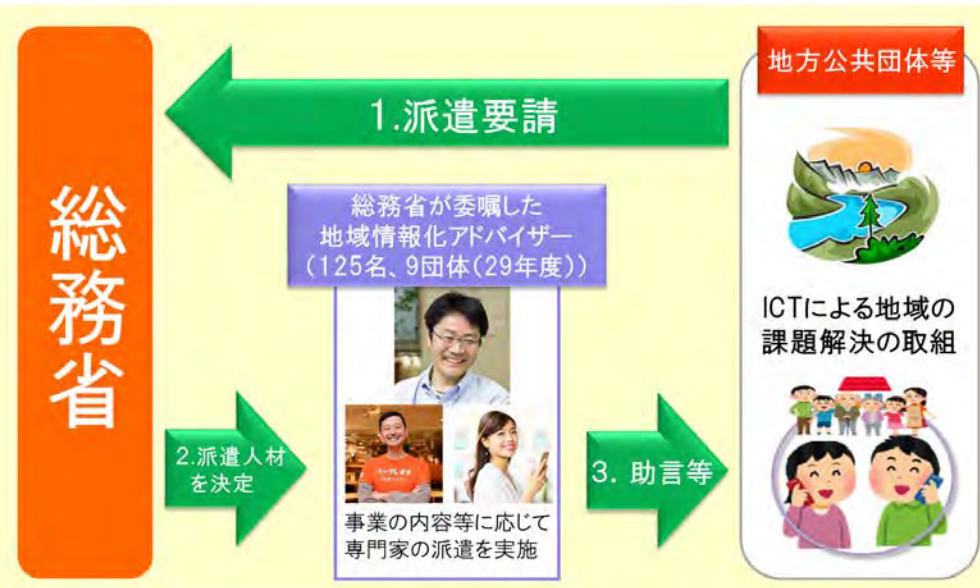 総務省
1.派遣要請
地方公共団体等
総務省が委嘱した
地域情報化アドバイザー
(125名、9団体(29年度))
ICTによる地域の
課題解決の取組
2.派遣人材
を決定
3. 助言等
事業の内容等に応じて
専門家の派遣を実施